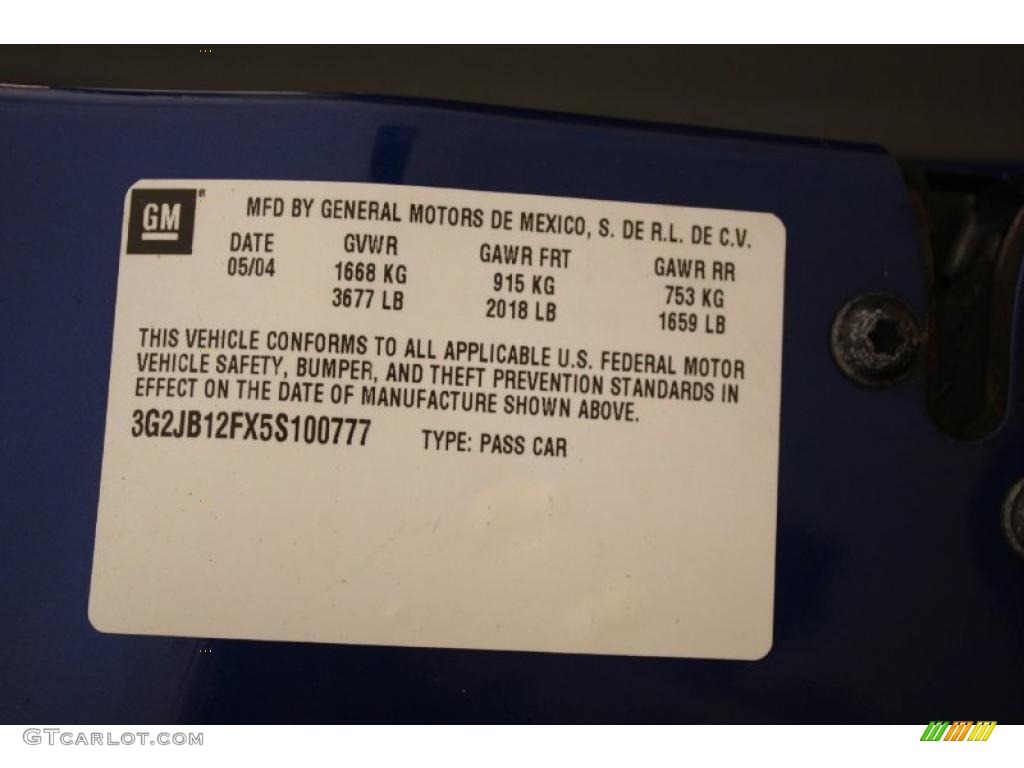 GM®
MFD BY GENERAL MOTORS DE MEXICO, S. DE R.L. DE C.V.
DATE GVWR GAWR FRT GAWR RR
05/04 1668 KG 915 KG 753 KG
3677 LB 2018 LB 1659 LB
THIS VEHICLE CONFORMS TO ALL APPLICABLE U.S. FEDERAL MOTOR
VEHICLE SAFETY, BUMPER, AND THEFT PREVENTION STANDARDS IN
EFFECT ON THE DATE OF MANUFACTURE SHOWN ABOVE.
3G2JB12FX5S100777 TYPE: PASS CAR
GTCARLOT.COM